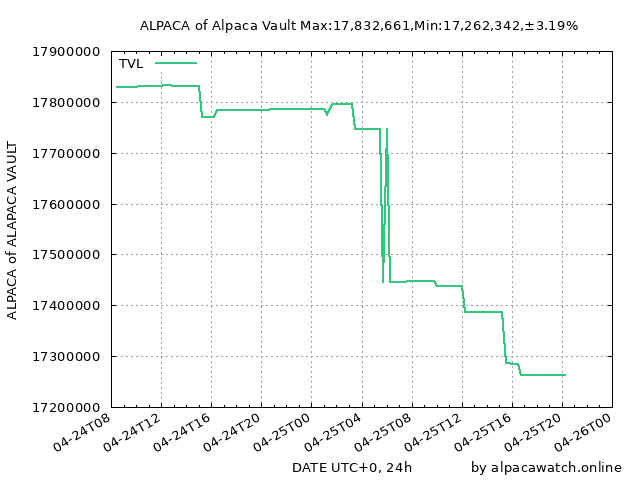 ALPACA of Alpaca Vault Max:17,832,661,Min:17,262,342,±3.19%
TVL
17900000
17800000
17700000
17600000
17500000
17400000
17300000
17200000
ALPACA of ALAPACA VAULT
04-24T08
04-24T12
04-24T16
04-24T20
04-25T00
04-25T04
04-25T08
04-25T12
04-25T16
04-25T20
04-26T00
DATE UTC+0, 24h
by alpacawatch.online